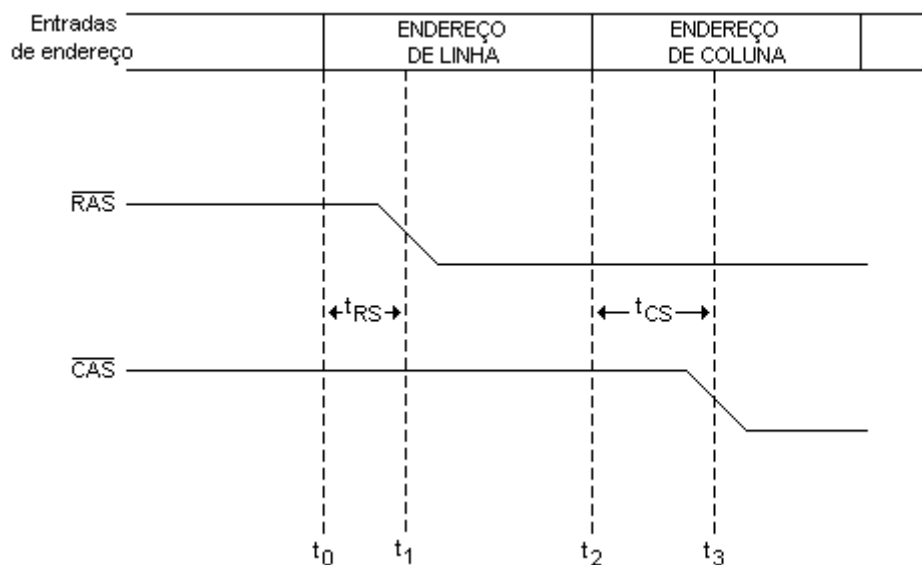 Entradas
de endereço
ENDEREÇO
DE LINHA
ENDEREÇO
DE COLUNA
RAS
tRS
tCS
CAS
t0
t1
t2
t3